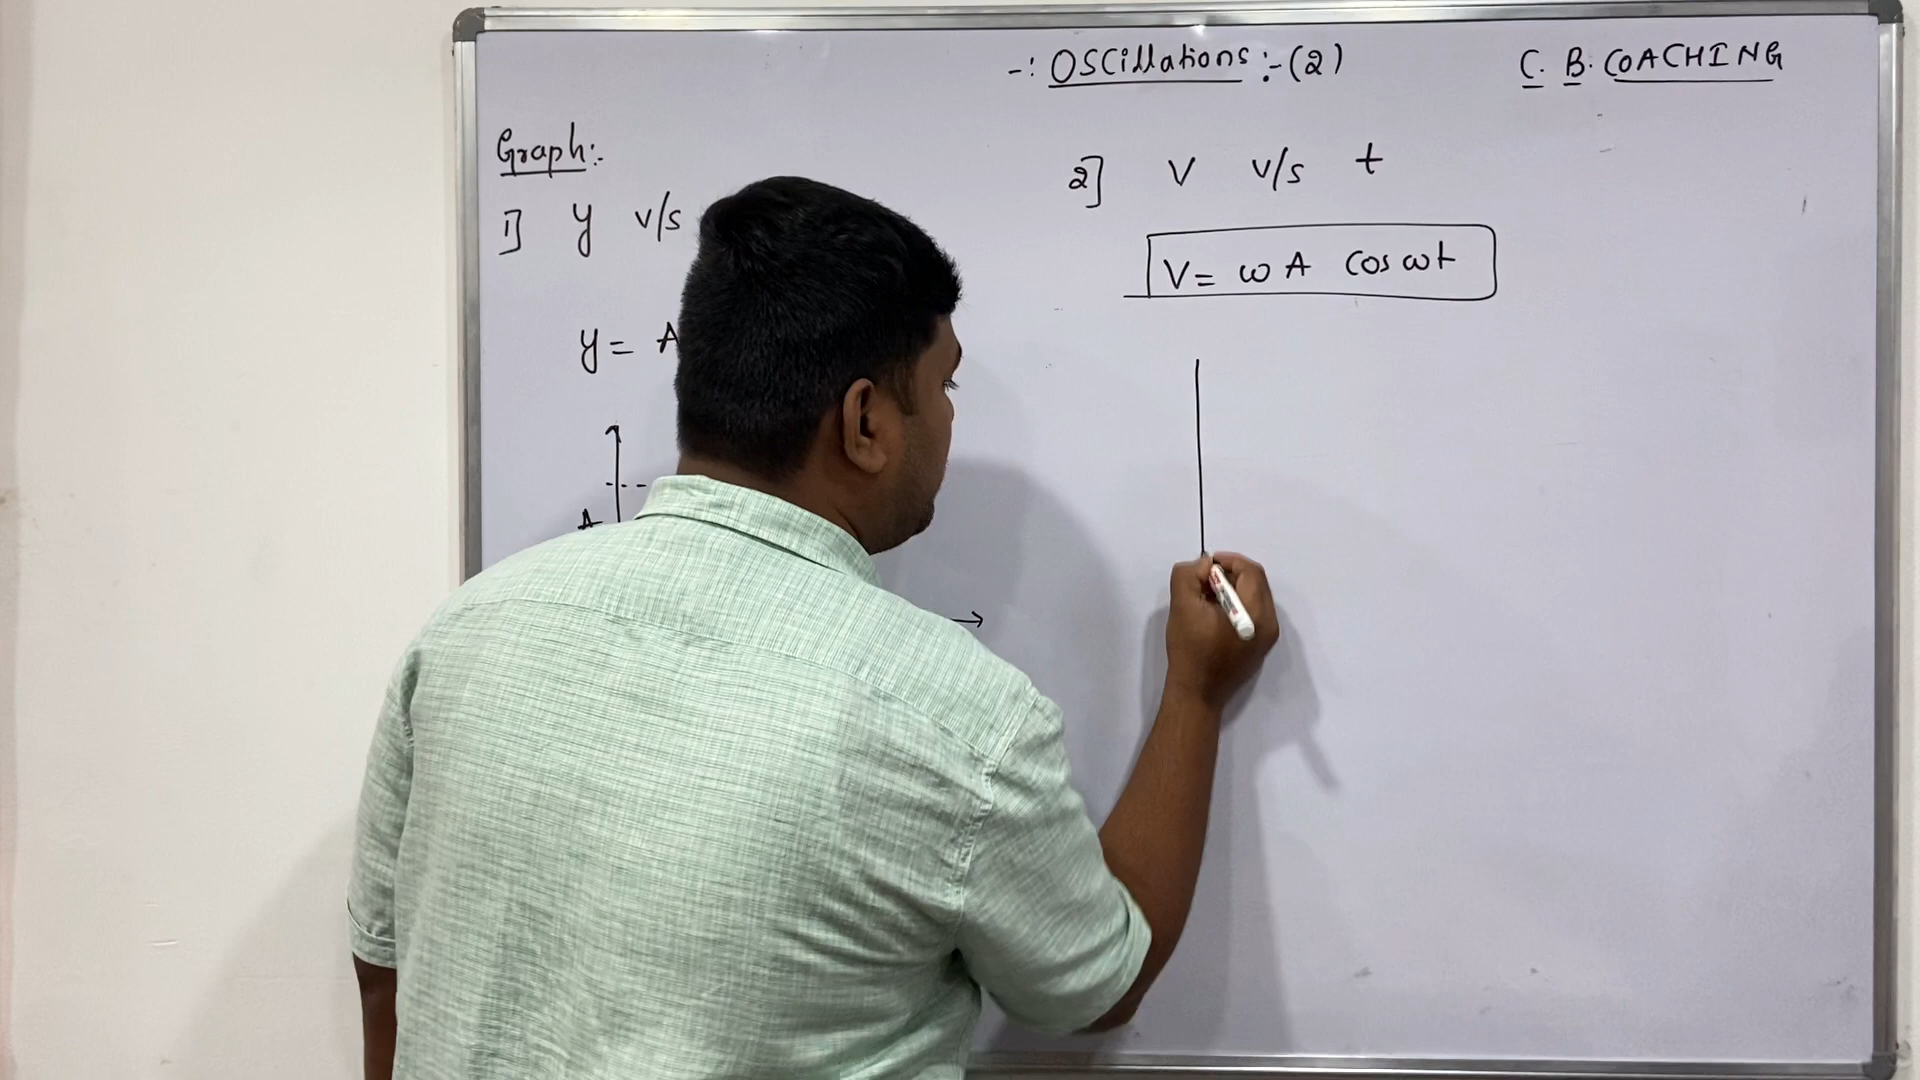 -: OSCillations :- (2)
C. B. COACHING
Graph:-
1] y v/s
y = A
A
2] V v/s t
V = ω A cos ωt